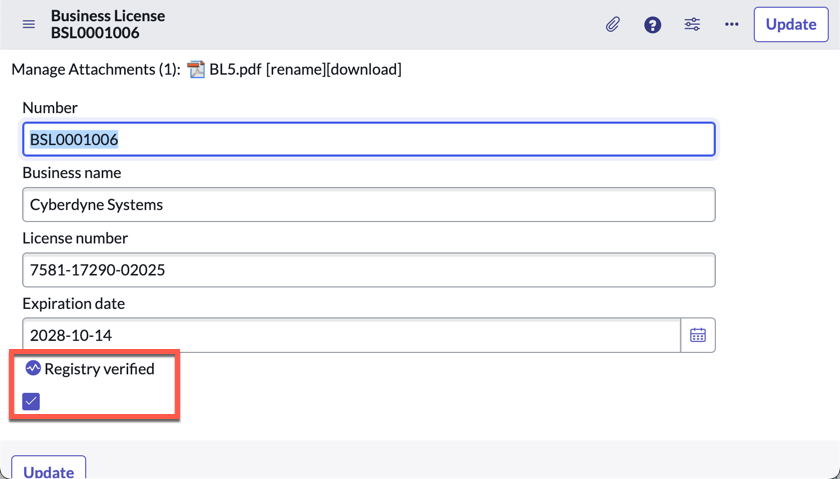 Business License
BSL0001006
Update
Manage Attachments (1): BL5.pdf [rename][download]
Number
BSL0001006
Business name
Cyberdyne Systems
License number
7581-17290-02025
Expiration date
2028-10-14
Registry verified
Update